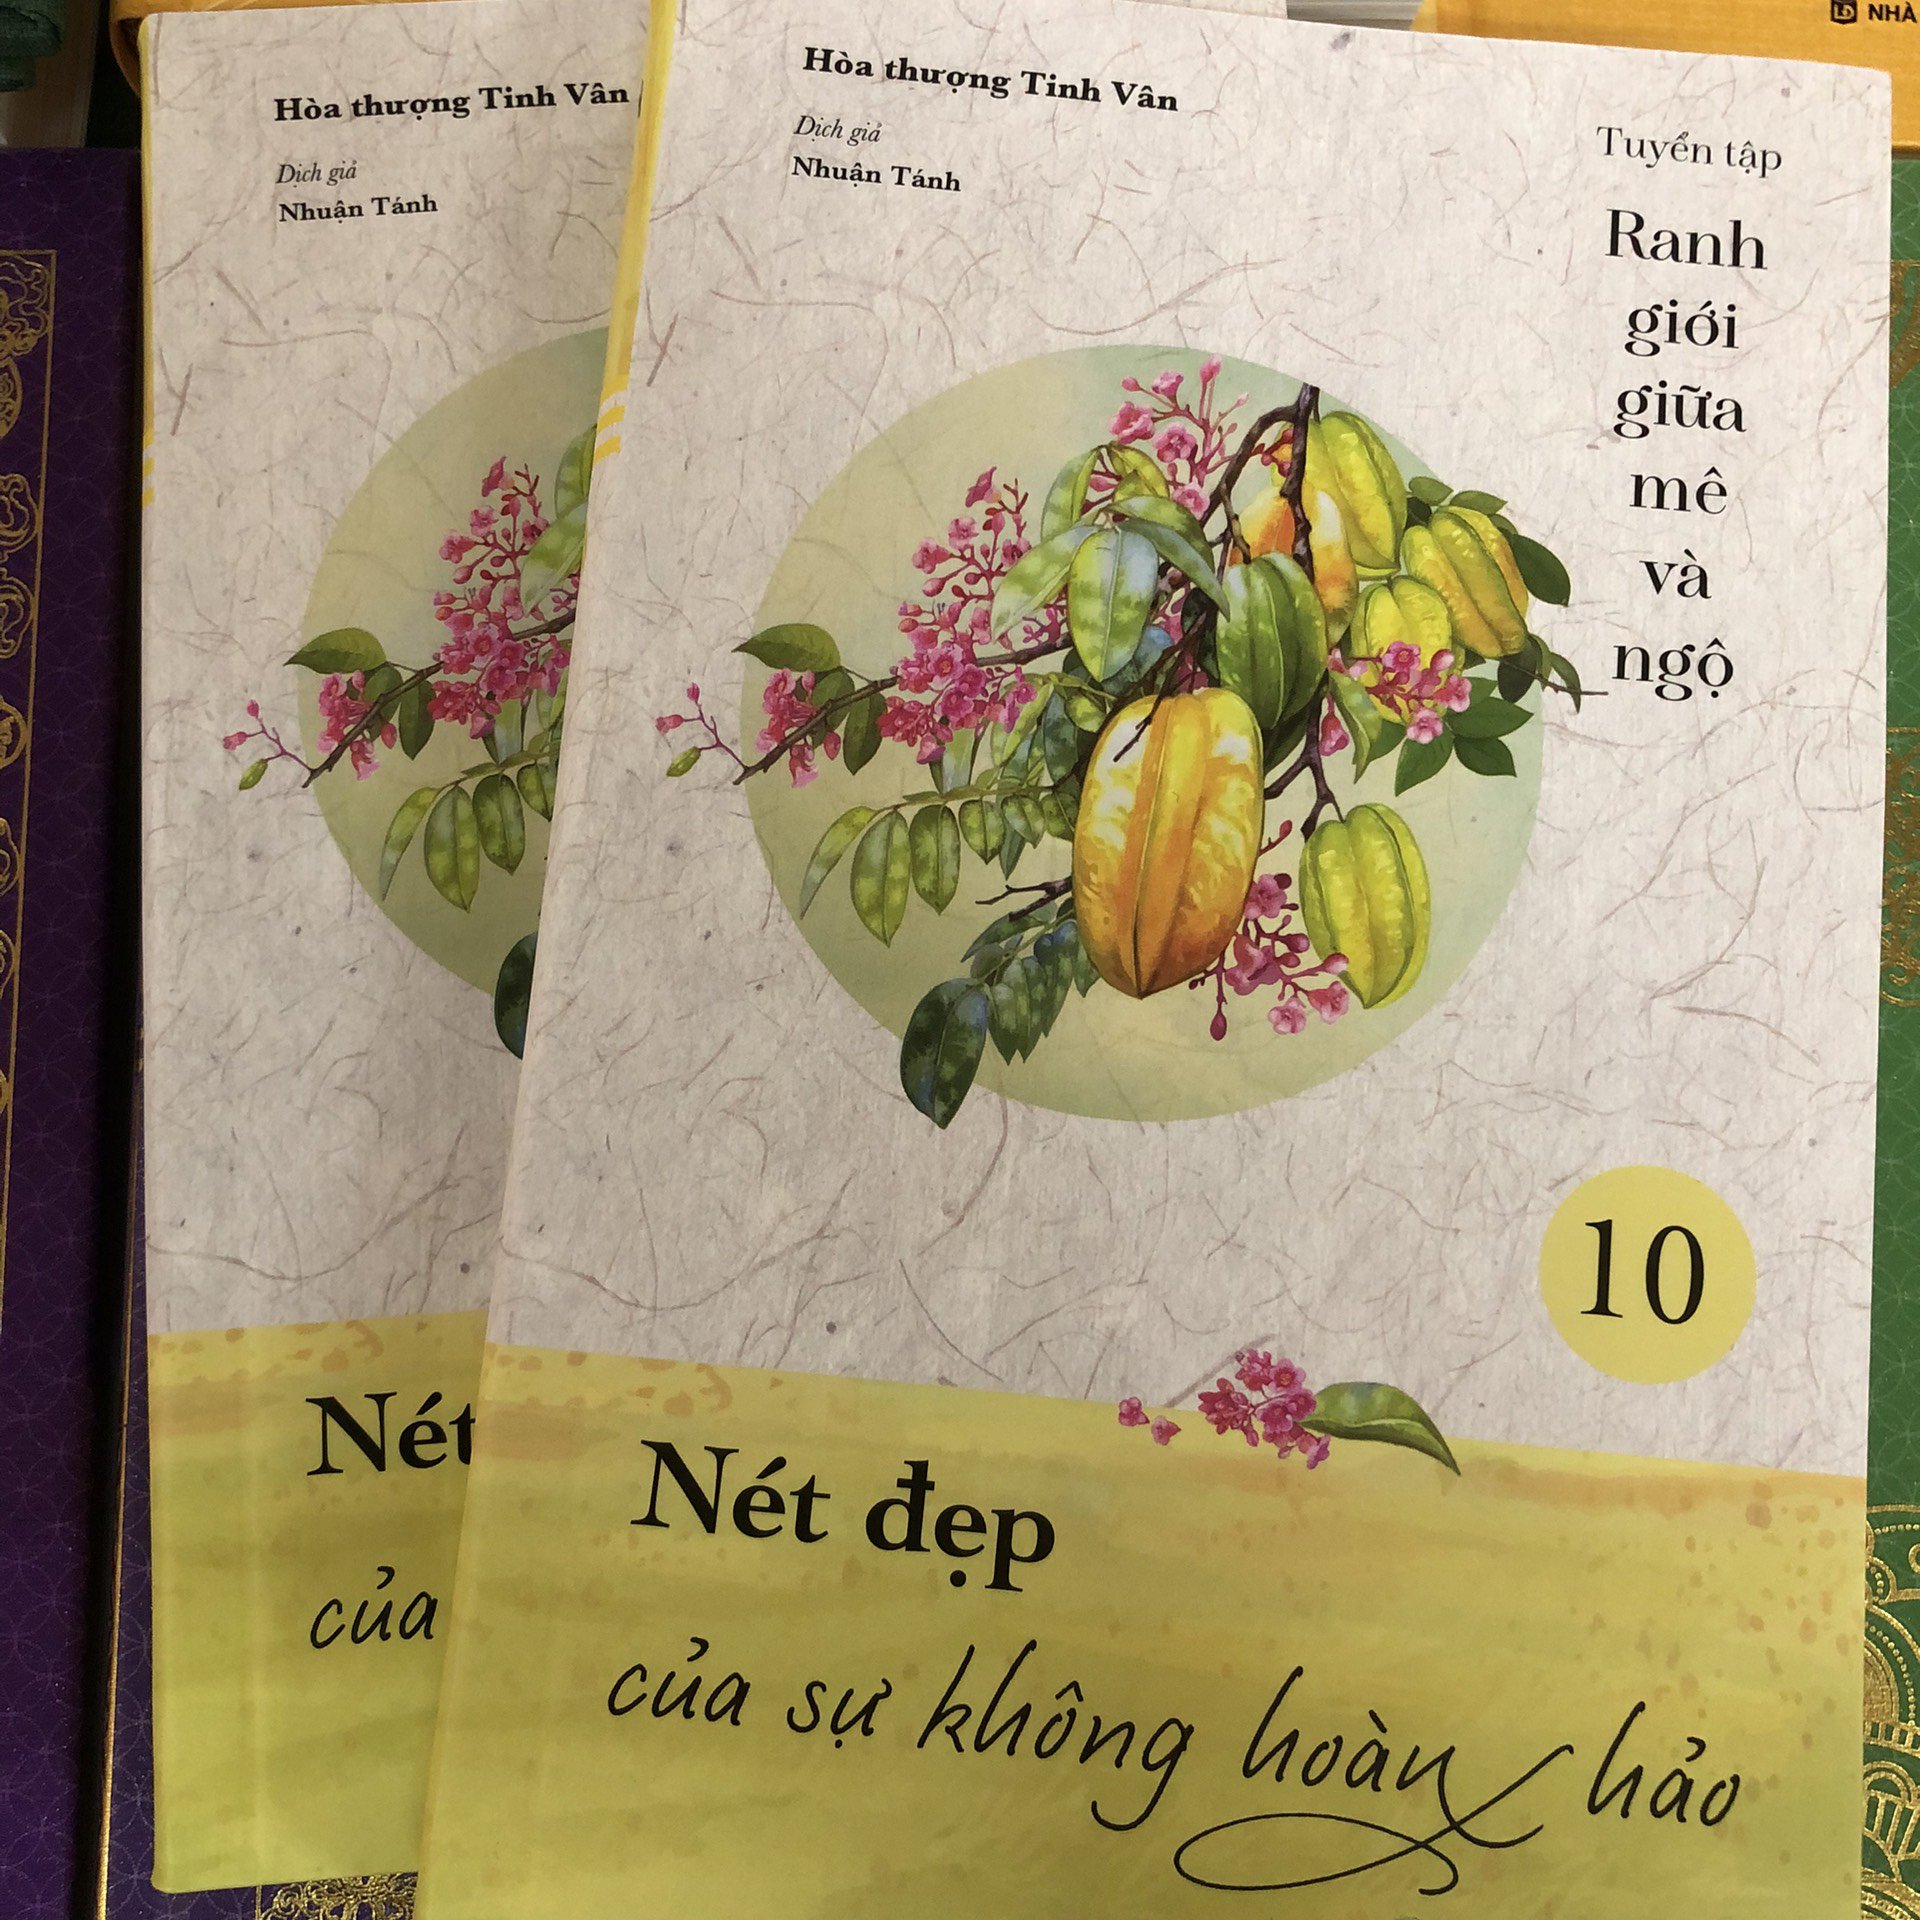 Hòa thượng Tinh Vân
Dịch giả
Nhuận Tánh
Nét
của
Hòa thượng Tinh Vân
Dịch giả
Nhuận Tánh
Tuyển tập
Ranh
giới
giữa
mê
và
ngộ
10
Nét đẹp
của sự không hoàn hảo
NHÀ